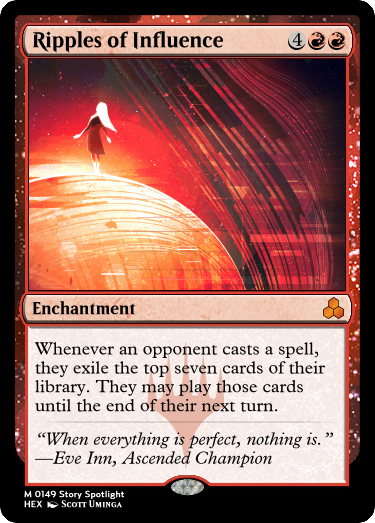 Ripples of Influence 4
Enchantment
Whenever an opponent casts a spell,
they exile the top seven cards of their
library. They may play those cards
until the end of their next turn.
“When everything is perfect, nothing is.”
—Eve Inn, Ascended Champion
M 0149 Story Spotlight
HEX Scott Uminga